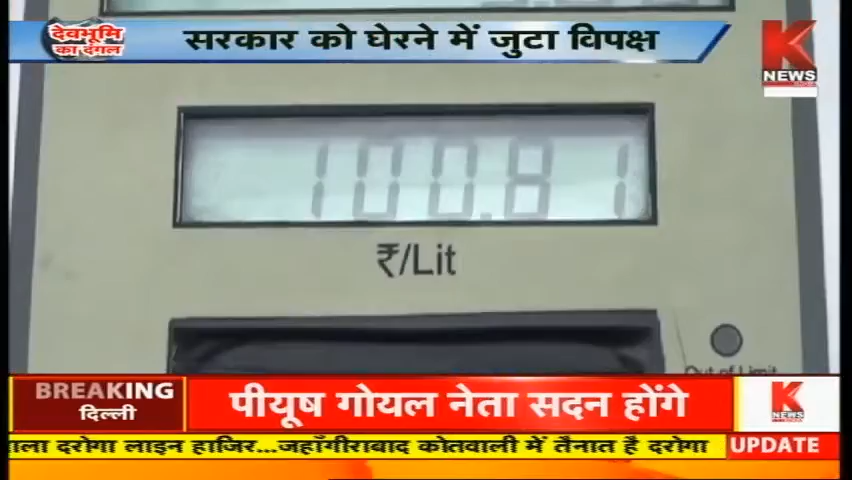 देवभूमि
का दंगल
सरकार को घेरने में जुटा विपक्ष
K
NEWS
100.81
₹/Lit
Out of Limit
BREAKING
दिल्ली
पीयूष गोयल नेता सदन होंगे
K
NEWS
ाला दरोगा लाइन हाजिर...जहाँगीराबाद कोतवाली में तैनात है दरोगा
UPDATE